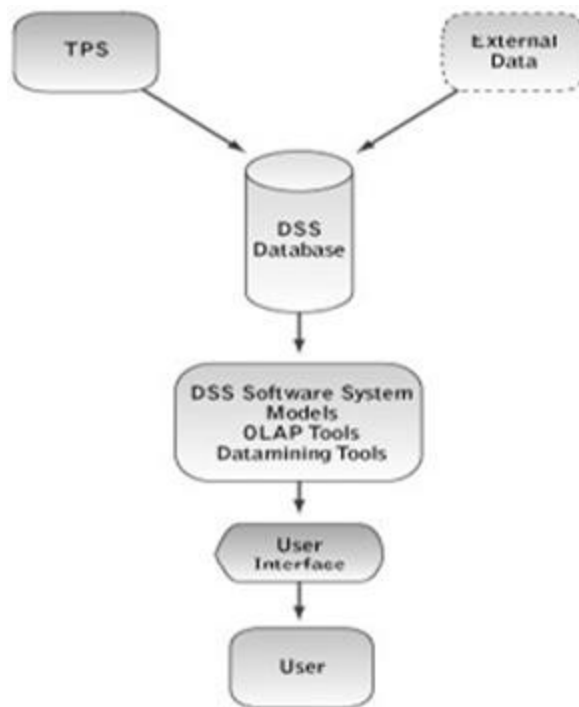 TPS
External
Data
DSS
Database
DSS Software System
Models
OLAP Tools
Datamining Tools
User
Interface
User